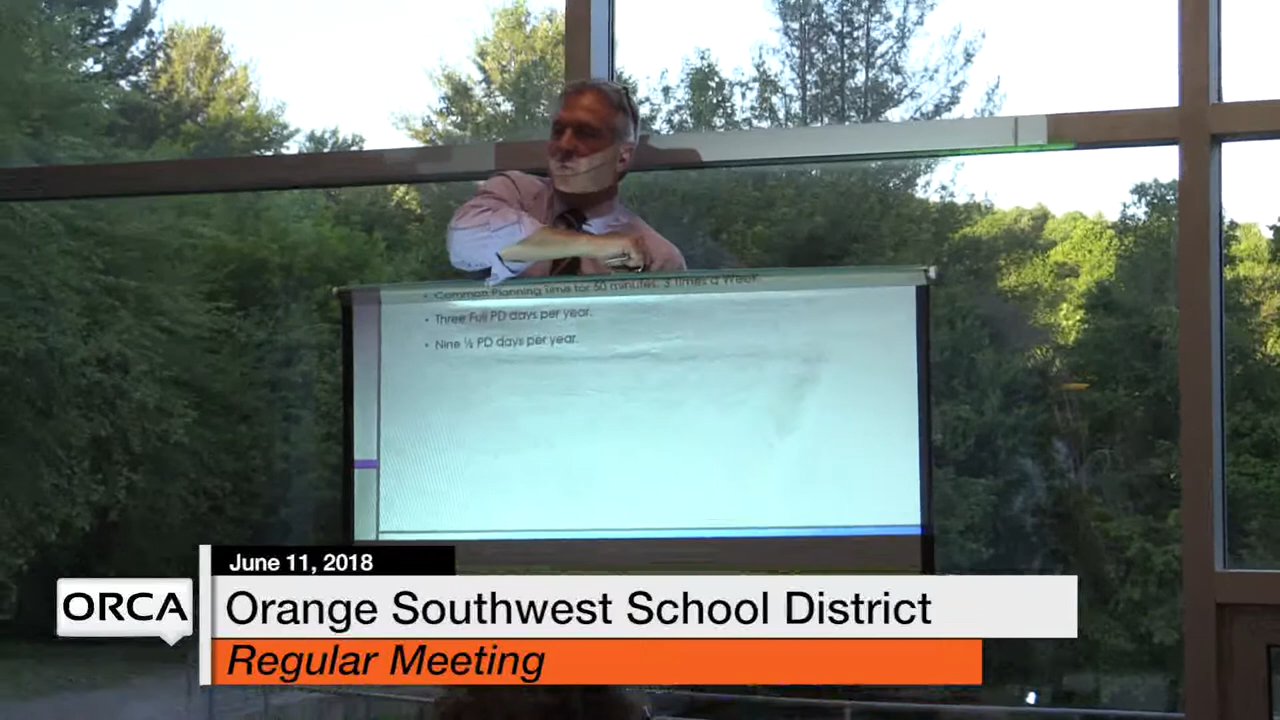 • Common Planning time for 50 minutes, 3 times a Week.
• Three Full PD days per year.
• Nine ½ PD days per year.
June 11, 2018
ORCA
Orange Southwest School District
Regular Meeting